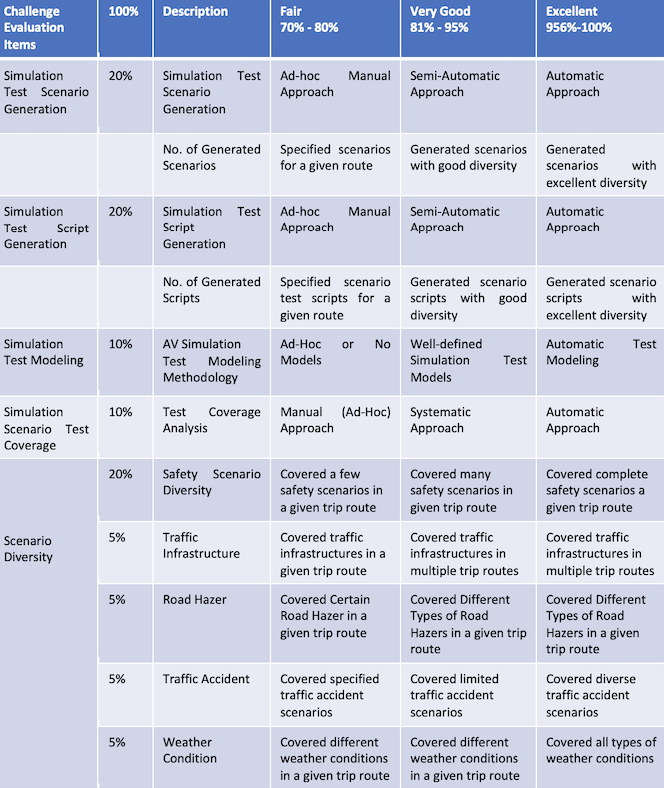 Challenge
Evaluation
Items
100%
Description
Fair
70% - 80%
Very Good
81% - 95%
Excellent
956%-100%
Simulation
Test Scenario
Generation
20%
Simulation Test
Scenario
Generation
Ad-hoc Manual
Approach
Semi-Automatic
Approach
Automatic
Approach
No. of Generated
Scenarios
Specified scenarios
for a given route
Generated scenarios
with good diversity
Generated
scenarios with
excellent diversity
Simulation
Test Script
Generation
20%
Simulation Test
Script
Generation
Ad-hoc Manual
Approach
Semi-Automatic
Approach
Automatic
Approach
No. of Generated
Scripts
Specified scenario
test scripts for a
given route
Generated scenario
scripts with good
diversity
Generated scenario
scripts with
excellent diversity
Simulation
Test Modeling
10%
AV Simulation
Test Modeling
Methodology
Ad-Hoc or No
Models
Well-defined
Simulation Test
Models
Automatic Test
Modeling
Simulation
Scenario Test
Coverage
10%
Test Coverage
Analysis
Manual (Ad-Hoc)
Approach
Systematic
Approach
Automatic
Approach
Scenario
Diversity
20%
Safety Scenario
Diversity
Covered a few
safety scenarios in
a given trip route
Covered many
safety scenarios in
given trip route
Covered complete
safety scenarios a
given trip route
5%
Traffic
Infrastructure
Covered traffic
infrastructures in a
given trip route
Covered traffic
infrastructures in
multiple trip routes
Covered traffic
infrastructures in
multiple trip routes
5%
Road Hazer
Covered Certain
Road Hazer in a
given trip route
Covered Different
Types of Road
Hazers in a given trip
route
Covered Different
Types of Road
Hazers in a given
trip route
5%
Traffic Accident
Covered specified
traffic accident
scenarios
Covered limited
traffic accident
scenarios
Covered diverse
traffic accident
scenarios
5%
Weather
Condition
Covered different
weather conditions
in a given trip route
Covered different
weather conditions
in a given trip route
Covered all types of
weather conditions